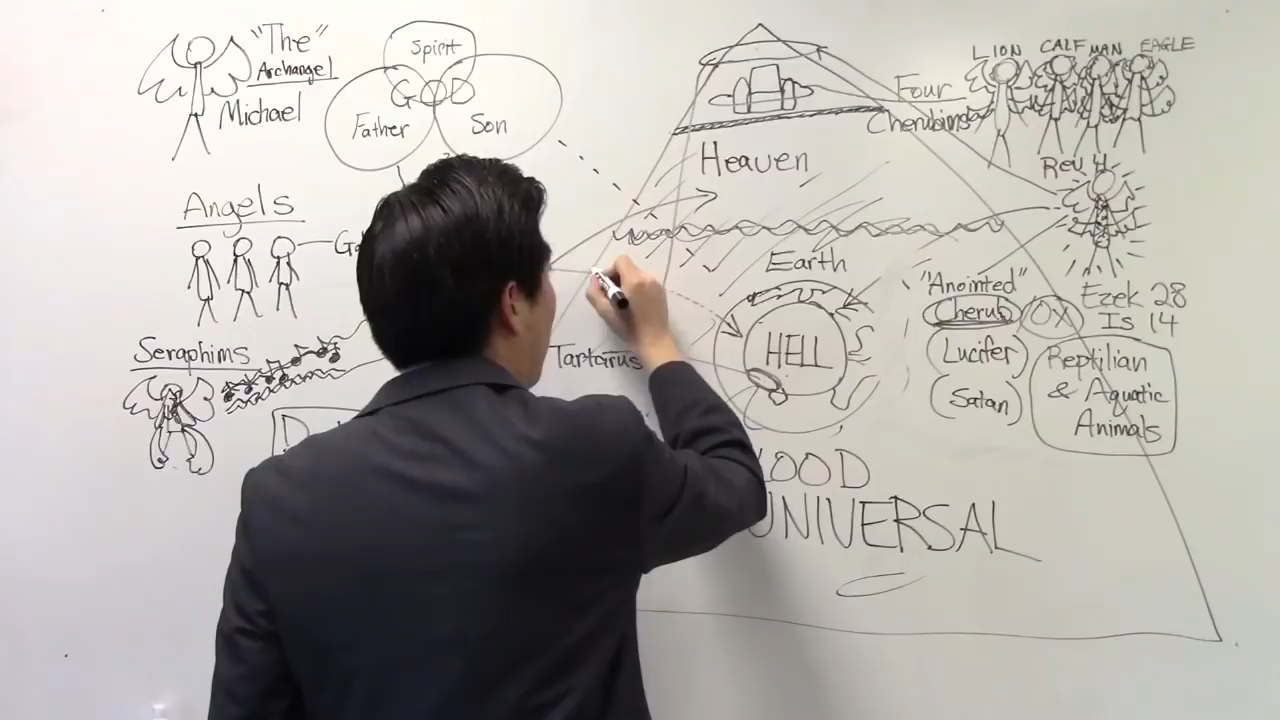 "The"
Archangel
Michael
Spirit
GOD
Father
Son
Angels
Seraphims
Heaven
Four
Cherubims
LION CALF MAN EAGLE
Rev 4
Earth
HELL
Tartarus
"Anointed"
Cherub
OX
Lucifer
(Satan)
Ezek 28
Is 14
Reptilian
& Aquatic
Animals
UNIVERSAL